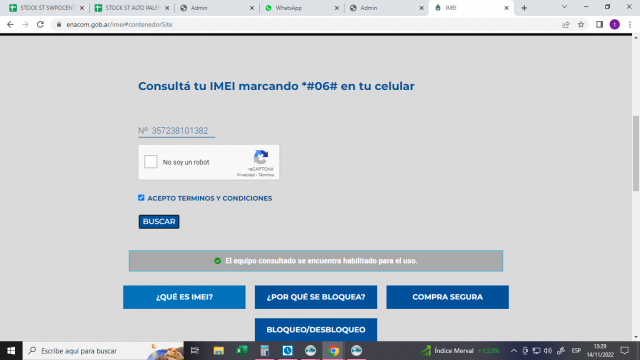 STOCK ST SWPOCENT
STOCK ST ALTO PALER
Admin
WhatsApp
Admin
IMEI
enacom.gob.ar/imei#contenedorSite
t
Consultá tu IMEI marcando *#06# en tu celular
Nº 357238101382
No soy un robot
reCAPTCHA
Privacidad - Términos
ACEPTO TERMINOS Y CONDICIONES
BUSCAR
El equipo consultado se encuentra habilitado para el uso.
¿QUÉ ES IMEI?
¿POR QUÉ SE BLOQUEA?
COMPRA SEGURA
BLOQUEO/DESBLOQUEO
Escribe aquí para buscar
Índice Merval +1,53%
ESP
13:29
14/11/2022